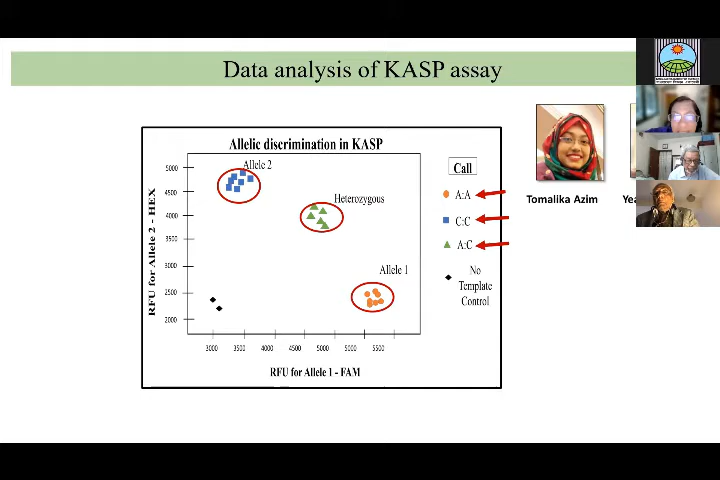 Data analysis of KASP assay
Allelic discrimination in KASP
Call
Allele 2
A:A
Heterozygous
C:C
A:C
Allele 1
No
Template
Control
RFU for Allele 2 - HEX
5000
4500
4000
3500
3000
2500
2000
3000
3500
4000
4500
5000
5000
5500
RFU for Allele 1 - FAM
Tomalika Azim
Yea